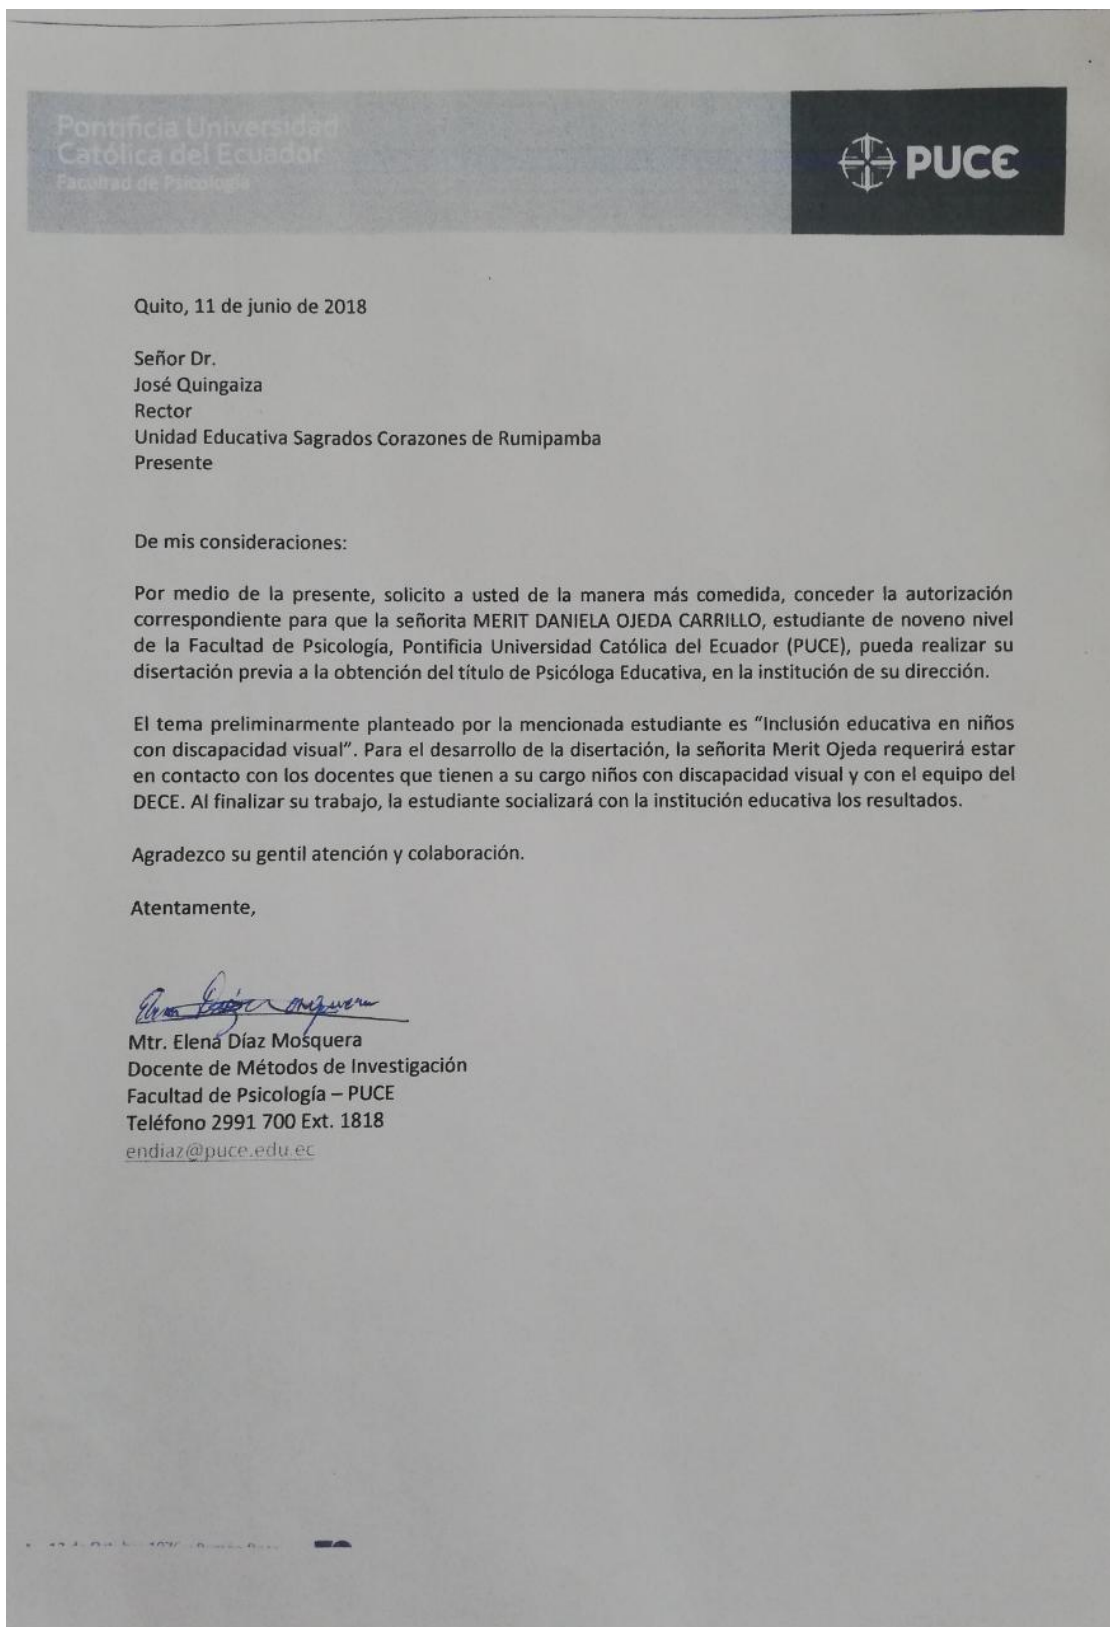 Pontificia Universidad
Católica del Ecuador
Facultad de Psicología
PUCE
Quito, 11 de junio de 2018
Señor Dr.
José Quingaiza
Rector
Unidad Educativa Sagrados Corazones de Rumipamba
Presente
De mis consideraciones:
Por medio de la presente, solicito a usted de la manera más comedida, conceder la autorización
correspondiente para que la señorita MERIT DANIELA OJEDA CARRILLO, estudiante de noveno nivel
de la Facultad de Psicología, Pontificia Universidad Católica del Ecuador (PUCE), pueda realizar su
disertación previa a la obtención del título de Psicóloga Educativa, en la institución de su dirección.
El tema preliminarmente planteado por la mencionada estudiante es “Inclusión educativa en niños
con discapacidad visual”. Para el desarrollo de la disertación, la señorita Merit Ojeda requerirá estar
en contacto con los docentes que tienen a su cargo niños con discapacidad visual y con el equipo del
DECE. Al finalizar su trabajo, la estudiante socializará con la institución educativa los resultados.
Agradezco su gentil atención y colaboración.
Atentamente,
Elena Díaz Mosquera
Mtr. Elena Díaz Mosquera
Docente de Métodos de Investigación
Facultad de Psicología – PUCE
Teléfono 2991 700 Ext. 1818
endiaz@puce.edu.ec